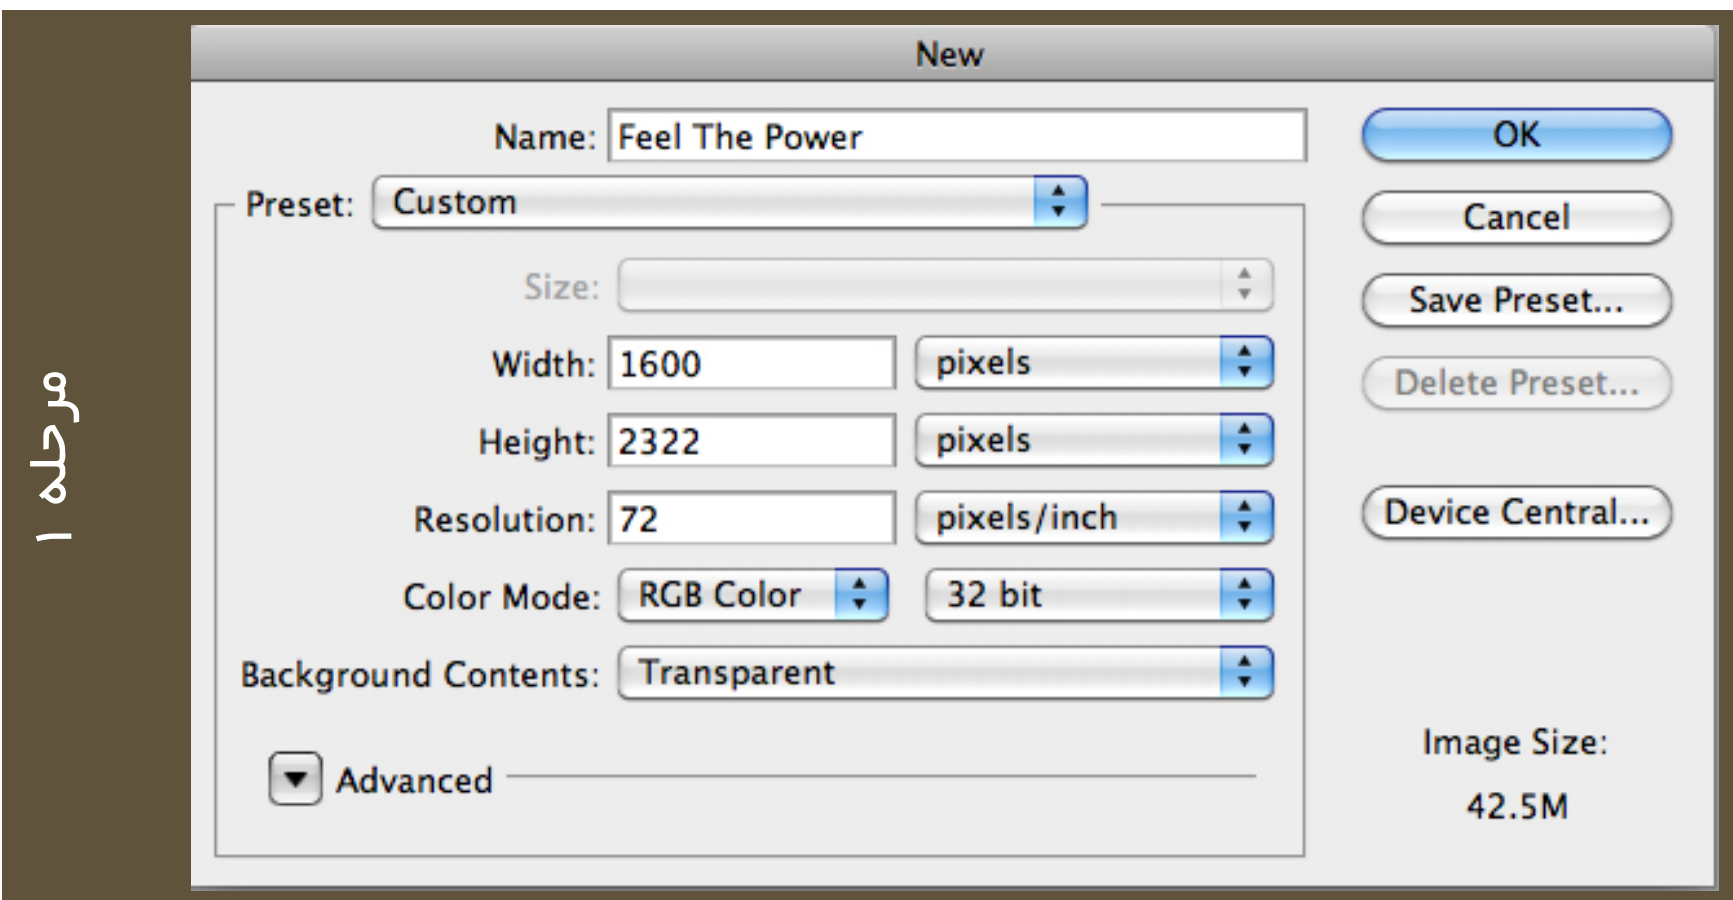 مرحله ۱
New
Name: Feel The Power
OK
Preset: Custom
Cancel
Size:
Save Preset...
Width: 1600 pixels
Delete Preset...
Height: 2322 pixels
Resolution: 72 pixels/inch
Device Central...
Color Mode: RGB Color 32 bit
Background Contents: Transparent
Image Size:
42.5M
Advanced